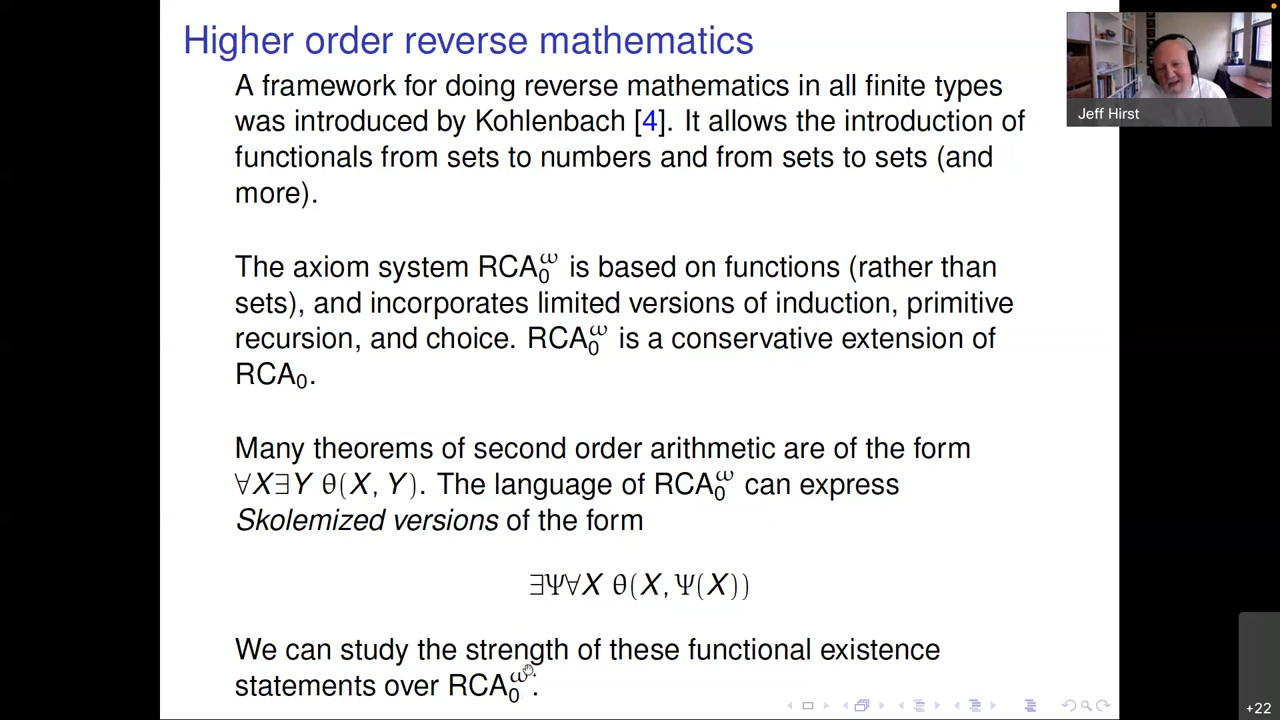 Higher order reverse mathematics
A framework for doing reverse mathematics in all finite types
was introduced by Kohlenbach [4]. It allows the introduction of
functionals from sets to numbers and from sets to sets (and
more).
The axiom system RCA₀^ω is based on functions (rather than
sets), and incorporates limited versions of induction, primitive
recursion, and choice. RCA₀^ω is a conservative extension of
RCA₀.
Many theorems of second order arithmetic are of the form
∀X∃Y θ(X, Y). The language of RCA₀^ω can express
Skolemized versions of the form
∃Ψ∀X θ(X, Ψ(X))
We can study the strength of these functional existence
statements over RCA₀^ω.
Jeff Hirst
+22